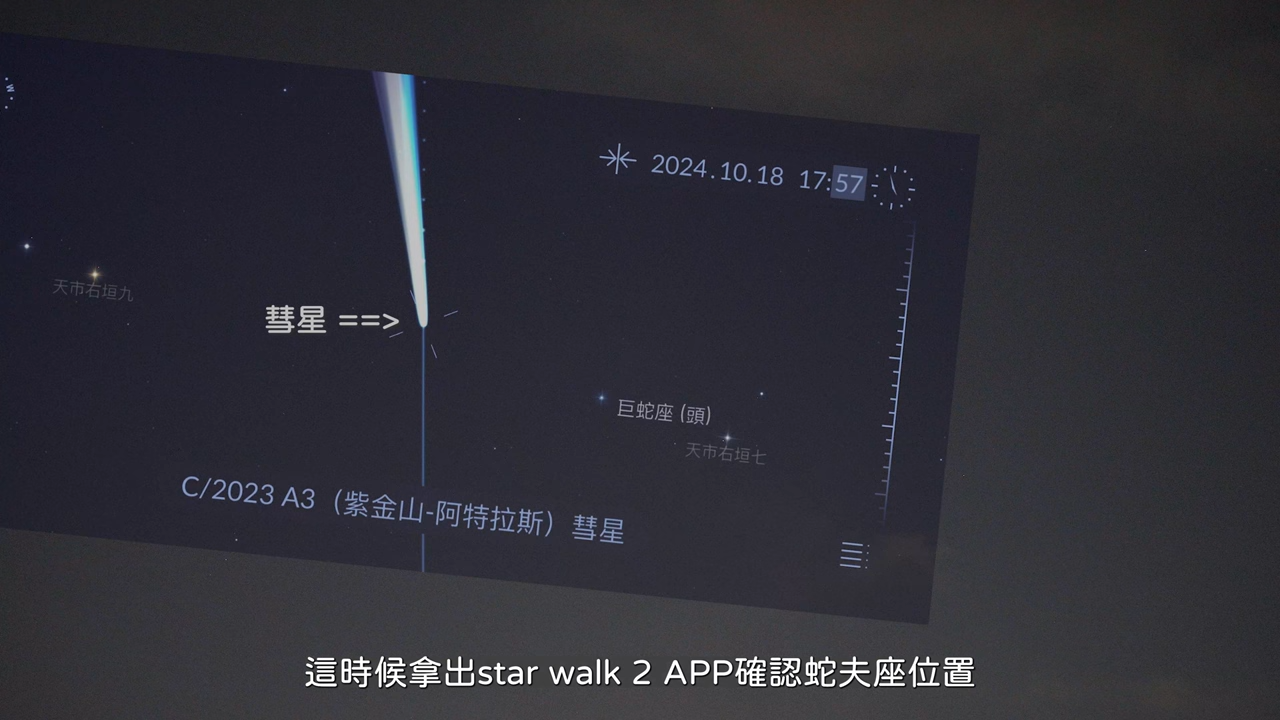 W
2024.10.18 17:57
天市右垣九
彗星 ==>
巨蛇座 (頭)
天市右垣七
C/2023 A3（紫金山-阿特拉斯）彗星
這時候拿出star walk 2 APP確認蛇夫座位置